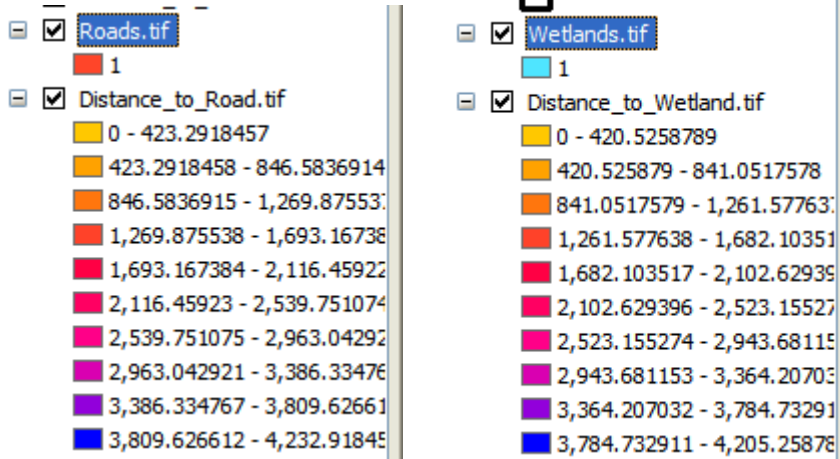 Roads.tif
1
Distance_to_Road.tif
0 - 423.2918457
423.2918458 - 846.5836914
846.5836915 - 1,269.875537
1,269.875538 - 1,693.16738
1,693.167384 - 2,116.45922
2,116.45923 - 2,539.751074
2,539.751075 - 2,963.04292
2,963.042921 - 3,386.33476
3,386.334767 - 3,809.62661
3,809.626612 - 4,232.91845
Wetlands.tif
1
Distance_to_Wetland.tif
0 - 420.5258789
420.525879 - 841.0517578
841.0517579 - 1,261.577637
1,261.577638 - 1,682.10351
1,682.103517 - 2,102.62939
2,102.629396 - 2,523.15527
2,523.155274 - 2,943.68115
2,943.681153 - 3,364.20703
3,364.207032 - 3,784.73291
3,784.732911 - 4,205.25878